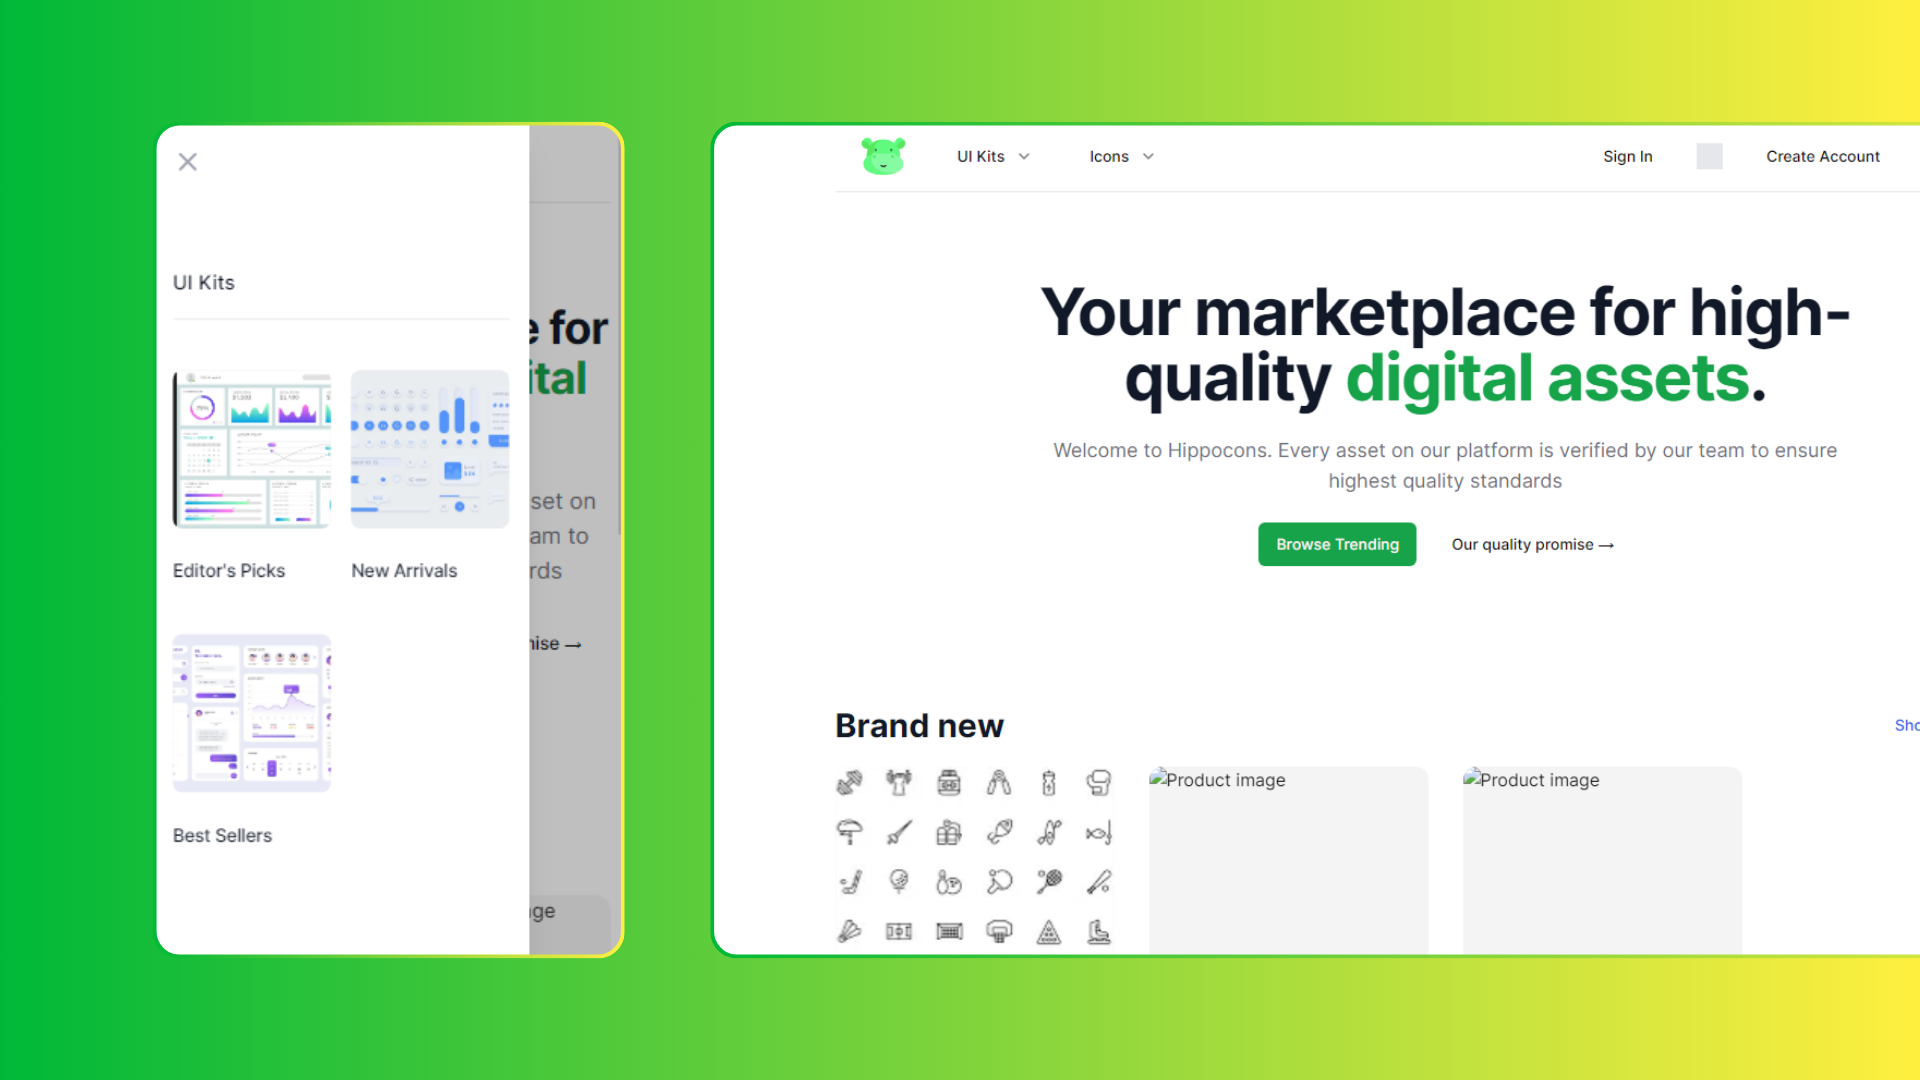 UI Kits
Editor's Picks
New Arrivals
Best Sellers
e for
ital
set on
am to
rds
ise →
ge
UI Kits
Icons
Sign In
Create Account
Your marketplace for high-
quality digital assets.
Welcome to Hippocons. Every asset on our platform is verified by our team to ensure
highest quality standards
Browse Trending
Our quality promise →
Brand new
Sho
Product image
Product image